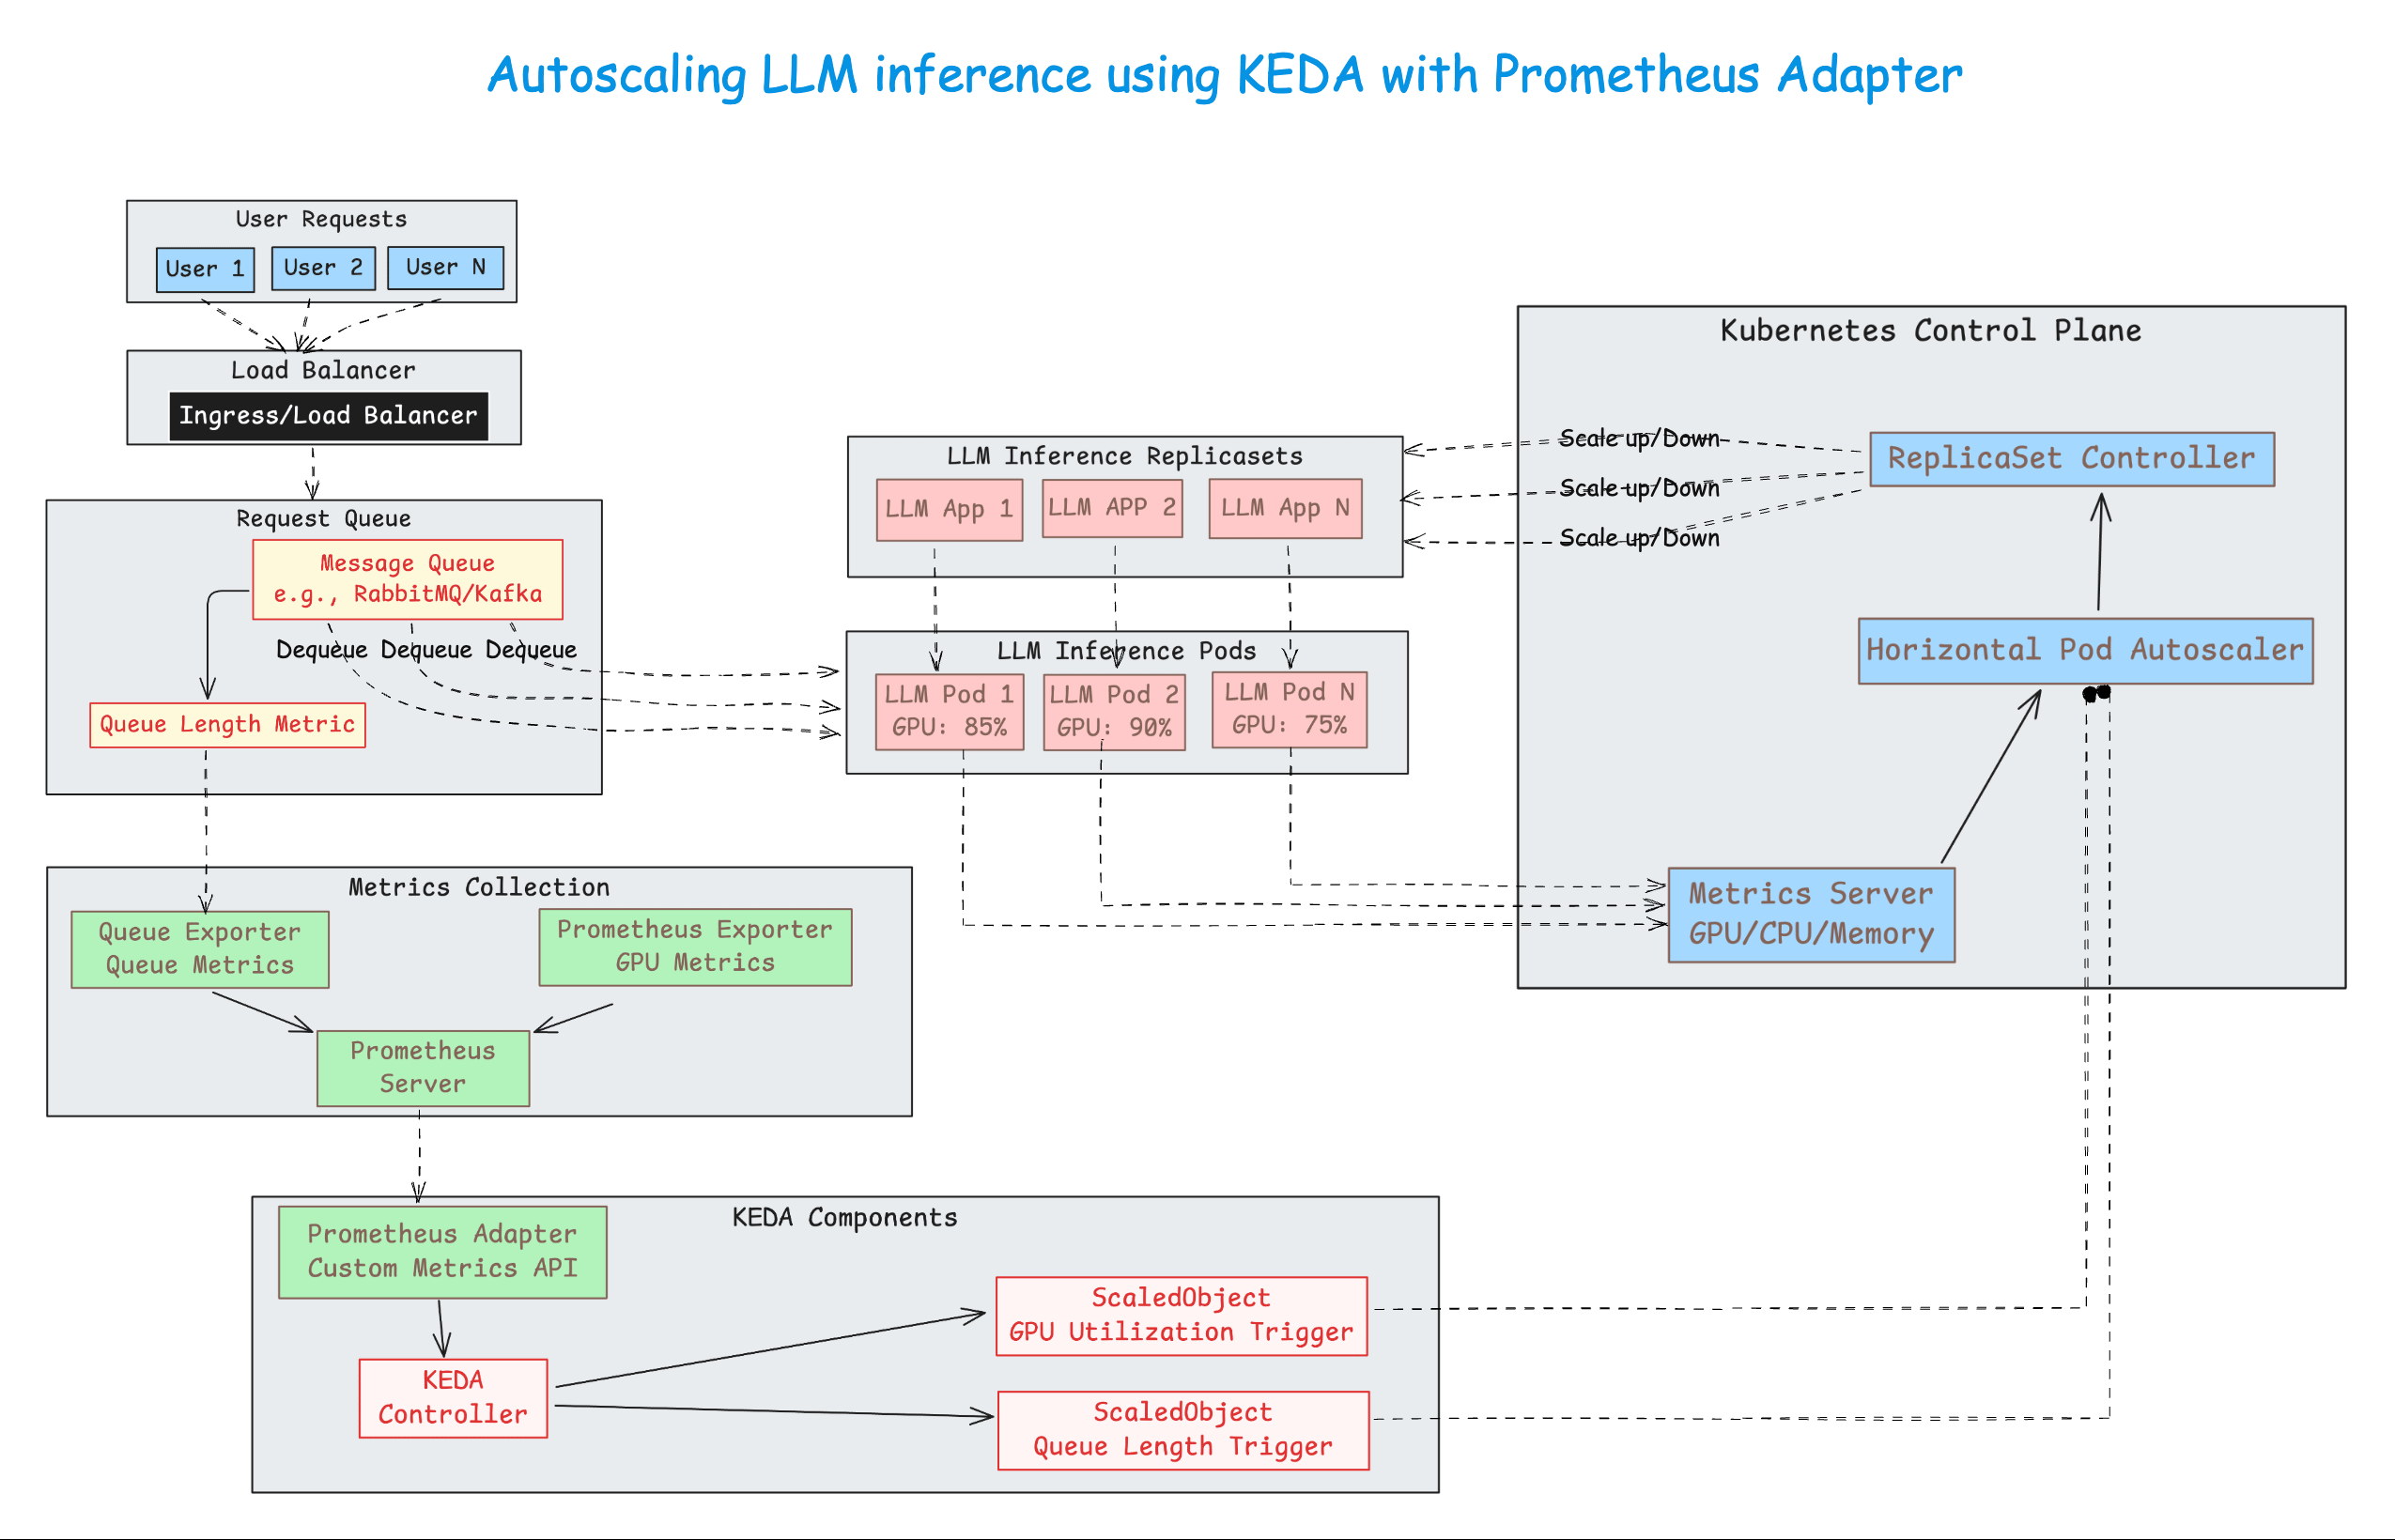 Autoscaling LLM inference using KEDA with Prometheus Adapter
User Requests
User 1
User 2
User N
Load Balancer
Ingress/Load Balancer
Request Queue
Message Queue
e.g., RabbitMQ/Kafka
Dequeue
Dequeue
Dequeue
Queue Length Metric
LLM Inference Replicasets
LLM App 1
LLM APP 2
LLM App N
LLM Inference Pods
LLM Pod 1
GPU: 85%
LLM Pod 2
GPU: 90%
LLM Pod N
GPU: 75%
Kubernetes Control Plane
Scale up/Down
Scale up/Down
Scale up/Down
ReplicaSet Controller
Horizontal Pod Autoscaler
Metrics Server
GPU/CPU/Memory
Metrics Collection
Queue Exporter
Queue Metrics
Prometheus Exporter
GPU Metrics
Prometheus
Server
KEDA Components
Prometheus Adapter
Custom Metrics API
KEDA
Controller
ScaledObject
GPU Utilization Trigger
ScaledObject
Queue Length Trigger